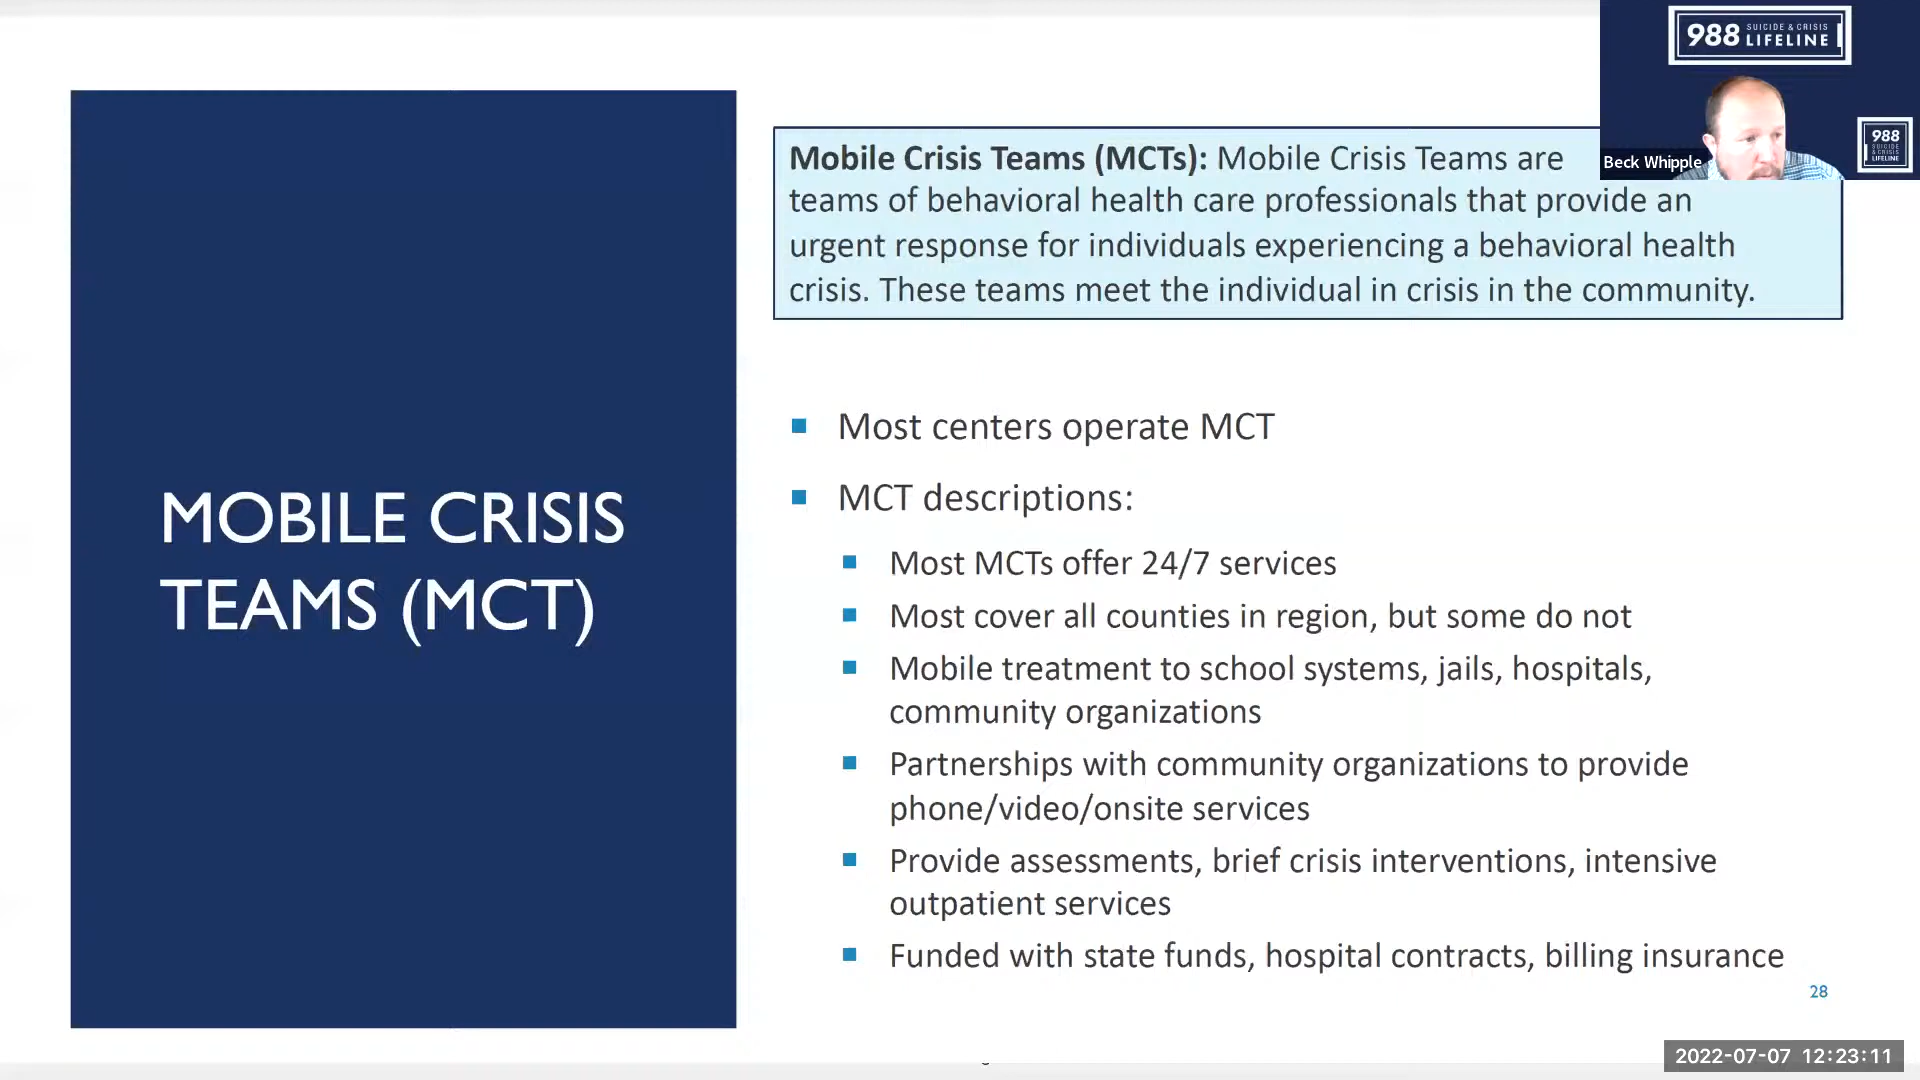 988 SUICIDE & CRISIS LIFELINE
988 SUICIDE & CRISIS LIFELINE
Beck Whipple
MOBILE CRISIS
TEAMS (MCT)
Mobile Crisis Teams (MCTs): Mobile Crisis Teams are
teams of behavioral health care professionals that provide an
urgent response for individuals experiencing a behavioral health
crisis. These teams meet the individual in crisis in the community.
Most centers operate MCT
MCT descriptions:
Most MCTs offer 24/7 services
Most cover all counties in region, but some do not
Mobile treatment to school systems, jails, hospitals,
community organizations
Partnerships with community organizations to provide
phone/video/onsite services
Provide assessments, brief crisis interventions, intensive
outpatient services
Funded with state funds, hospital contracts, billing insurance
28
2022-07-07 12:23:11